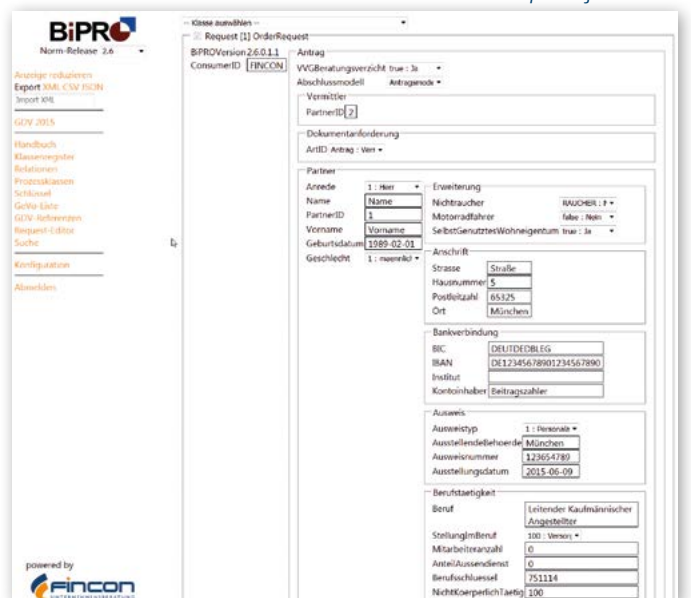 BiPRO
Norm-Release 2.6
Anzeige reduzieren
Export XML CSV JSON
Import XML
GDV 2015
Handbuch
Klassenregister
Relationen
Prozessklassen
Schlüssel
GeVo-Liste
GDV-Referenzen
Request-Editor
Suche
Konfiguration
Abmelden
powered by
Fincon
UNTERNEHMENSBERATUNG
-- Klasse auswählen --
Request [1] OrderRequest
BiPROVersion 2.6.0.1.1
ConsumerID FINCON
Antrag
VVGBeratungsverzicht true : Ja
Abschlussmodell Antragsmode
Vermittler
PartnerID 2
Dokumentanforderung
ArtID Antrag : Verr
Partner
Anrede 1 : Herr
Name Name
PartnerID 1
Vorname Vorname
Geburtsdatum 1989-02-01
Geschlecht 1 : maennlich
Erweiterung
Nichtraucher RAUCHER : F
Motorradfahrer false : Nein
SelbstGenutztesWohneigentum true : Ja
Anschrift
Strasse Straße
Hausnummer 5
Postleitzahl 65325
Ort München
Bankverbindung
BIC DEUTDEDBLEG
IBAN DE12345678901234567890
Institut
Kontoinhaber Beitragszahler
Ausweis
Ausweistyp 1 : Personala
AusstellendeBehoerde München
Ausweisnummer 123654789
Ausstellungsdatum 2015-06-09
Berufstaetigkeit
Beruf Leitender Kaufmännischer
Angestellter
StellungImBeruf 100 : Vorsor
Mitarbeiteranzahl 0
AnteilAussendienst 0
Berufsschluessel 751114
NichtKoerperlichTaetig 100